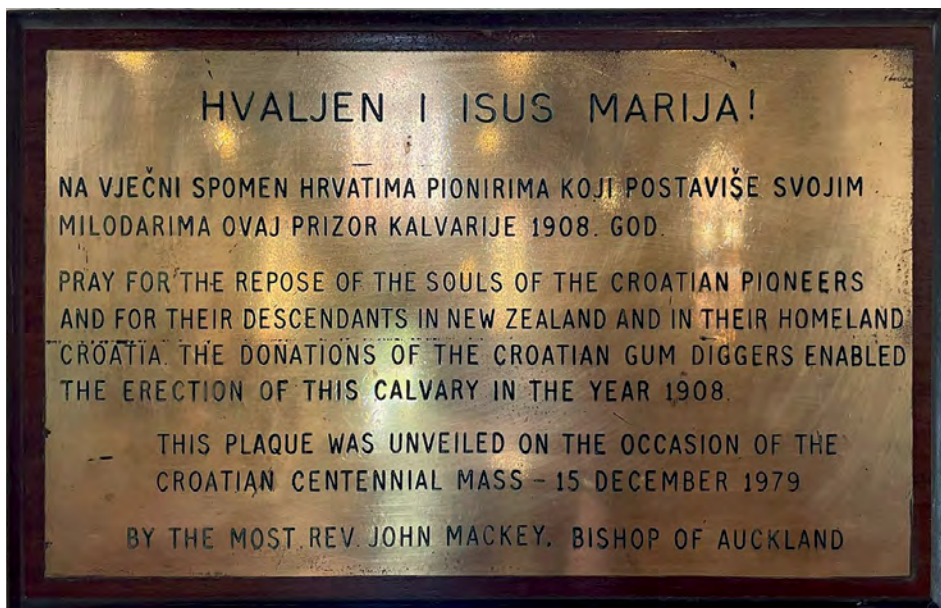 HVALJEN I ISUS MARIJA!
NA VJEČNI SPOMEN HRVATIMA PIONIRIMA KOJI POSTAVIŠE SVOJIM
MILODARIMA OVAJ PRIZOR KALVARIJE 1908. GOD.
PRAY FOR THE REPOSE OF THE SOULS OF THE CROATIAN PIONEERS
AND FOR THEIR DESCENDANTS IN NEW ZEALAND AND IN THEIR HOMELAND
CROATIA. THE DONATIONS OF THE CROATIAN GUM DIGGERS ENABLED
THE ERECTION OF THIS CALVARY IN THE YEAR 1908.
THIS PLAQUE WAS UNVEILED ON THE OCCASION OF THE
CROATIAN CENTENNIAL MASS – 15 DECEMBER 1979
BY THE MOST REV. JOHN MACKEY. BISHOP OF AUCKLAND